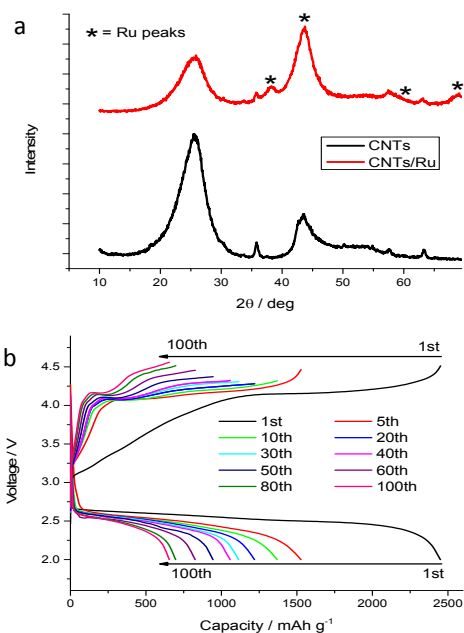 a
* = Ru peaks
*
*
*
*
Intensity
CNTs
CNTs/Ru
10 20 30 40 50 60
2θ / deg
b
100th 1st
4.5
4.0
3.5
3.0
2.5
2.0
Voltage / V
1st 5th
10th 20th
30th 40th
50th 60th
80th 100th
100th 1st
0 500 1000 1500 2000 2500
Capacity / mAh g⁻¹